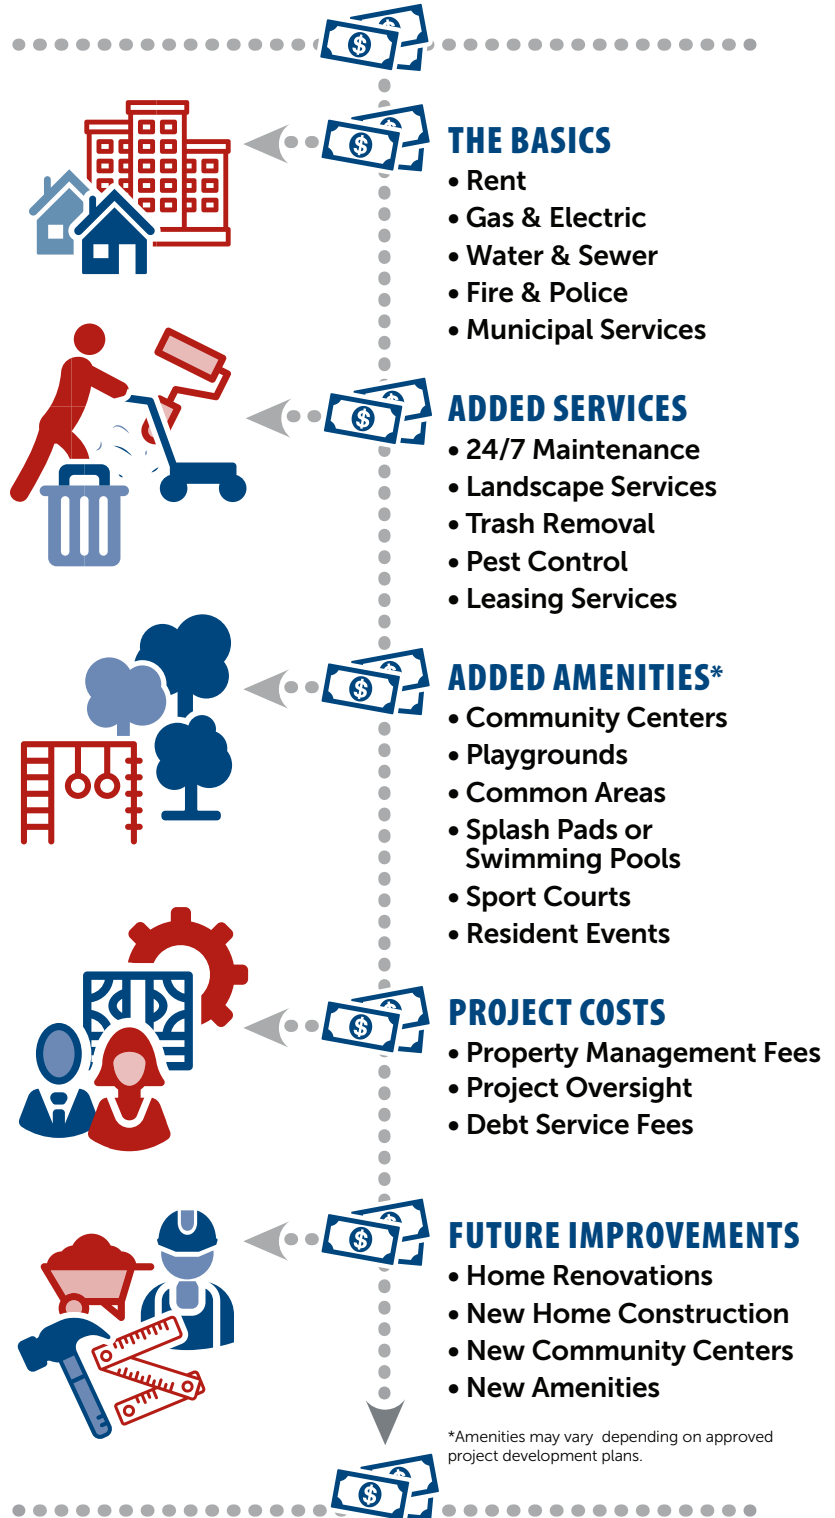 $
$
THE BASICS
• Rent
• Gas & Electric
• Water & Sewer
• Fire & Police
• Municipal Services
$
ADDED SERVICES
• 24/7 Maintenance
• Landscape Services
• Trash Removal
• Pest Control
• Leasing Services
$
ADDED AMENITIES*
• Community Centers
• Playgrounds
• Common Areas
• Splash Pads or
Swimming Pools
• Sport Courts
• Resident Events
$
PROJECT COSTS
• Property Management Fees
• Project Oversight
• Debt Service Fees
$
FUTURE IMPROVEMENTS
• Home Renovations
• New Home Construction
• New Community Centers
• New Amenities
*Amenities may vary depending on approved
project development plans.
$